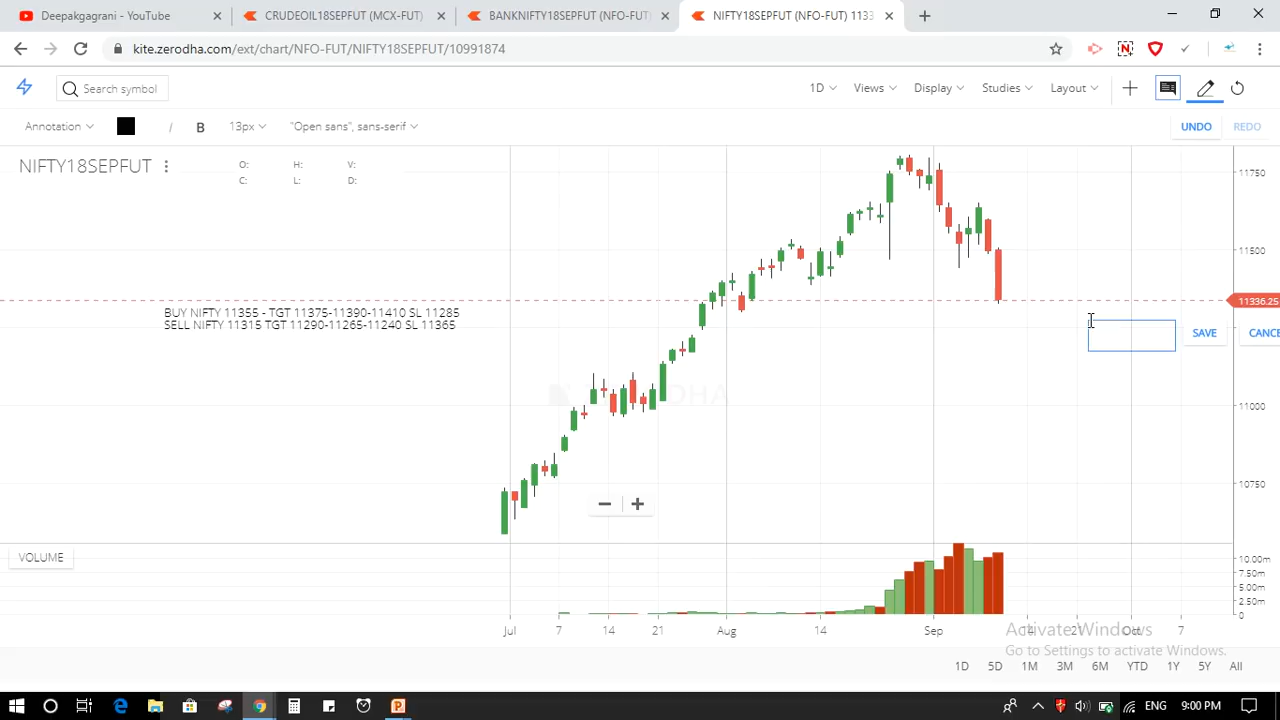 Deepakgagrani - YouTube
CRUDEOIL18SEPFUT (MCX-FUT)
BANKNIFTY18SEPFUT (NFO-FUT)
NIFTY18SEPFUT (NFO-FUT) 1133
kite.zerodha.com/ext/chart/NFO-FUT/NIFTY18SEPFUT/10991874
Search symbol
1D Views Display Studies Layout
Annotation I B 13px "Open sans", sans-serif UNDO REDO
NIFTY18SEPFUT
O: H: V:
C: L: D:
11750
11500
11336.25
BUY NIFTY 11355 - TGT 11375-11390-11410 SL 11285
SELL NIFTY 11315 TGT 11290-11265-11240 SL 11365
SAVE CANCE
11000
10750
VOLUME
10.00m
7.50m
5.00m
2.50m
0
Jul 7 14 21 Aug 14 Sep 14 21 Oct 7
Activate Windows
Go to Settings to activate Windows.
1D 5D 1M 3M 6M YTD 1Y 5Y All
ENG 9:00 PM